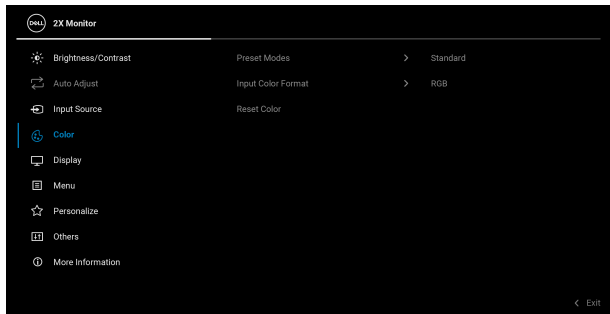 DELL 2X Monitor
Brightness/Contrast Preset Modes > Standard
Auto Adjust Input Color Format > RGB
Input Source Reset Color
Color
Display
Menu
Personalize
Others
More Information
< Exit